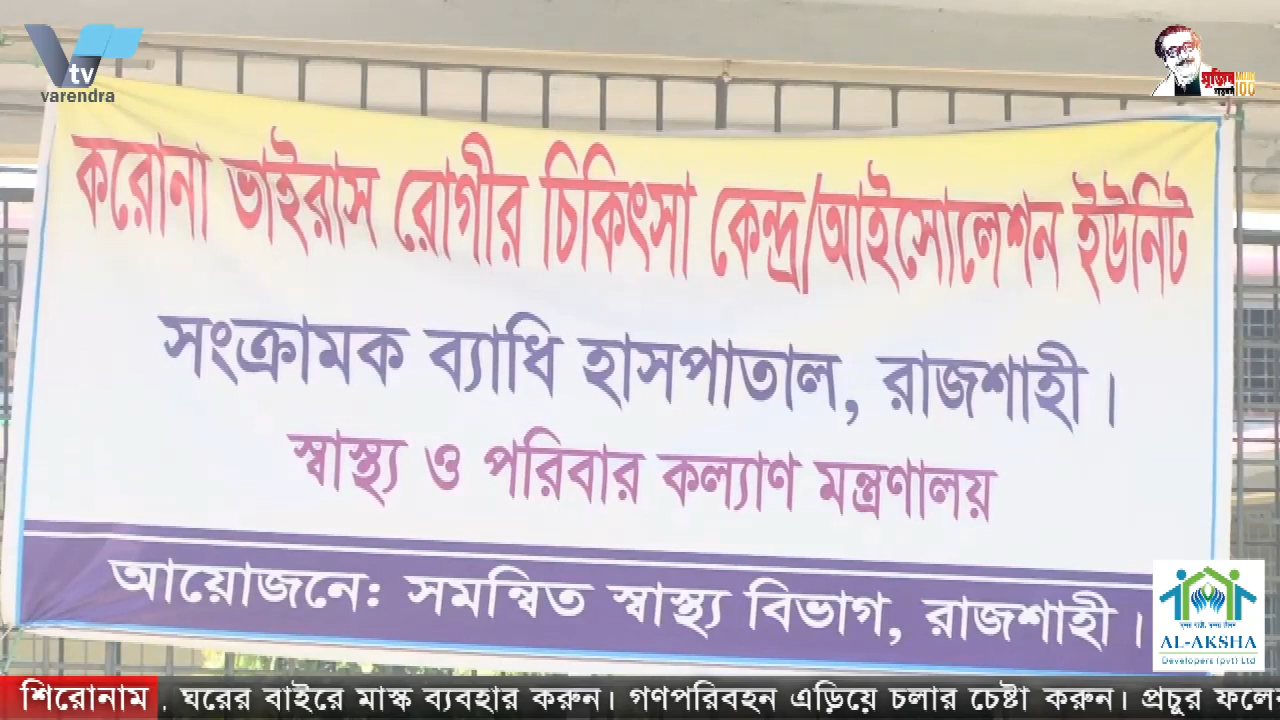 tv
varendra
মুজিব
100
করোনা ভাইরাস রোগীর চিকিৎসা কেন্দ্র/আইসোলেশন ইউনিট
সংক্রামক ব্যাধি হাসপাতাল, রাজশাহী।
স্বাস্থ্য ও পরিবার কল্যাণ মন্ত্রণালয়
আয়োজনে: সমন্বিত স্বাস্থ্য বিভাগ, রাজশাহী।
AL-AKSHA
Developers (pvt) Ltd
শিরোনাম . ঘরের বাইরে মাস্ক ব্যবহার করুন। গণপরিবহন এড়িয়ে চলার চেষ্টা করুন। প্রচুর ফলে